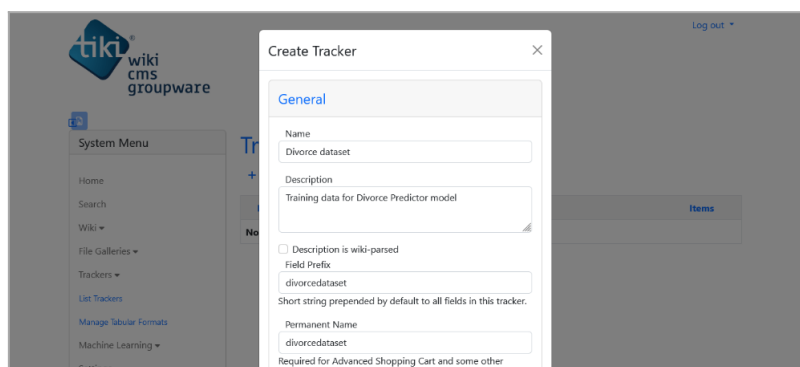 Log out
tiki
wiki
cms
groupware
Create Tracker
General
System Menu
Tr
Name
Divorce dataset
Description
Training data for Divorce Predictor model
Home
Search
Items
Wiki
No
File Galleries
Description is wiki-parsed
Field Prefix
Trackers
divorcedataset
List Trackers
Short string prepended by default to all fields in this tracker.
Manage Tabular Formats
Permanent Name
Machine Learning
divorcedataset
Required for Advanced Shopping Cart and some other